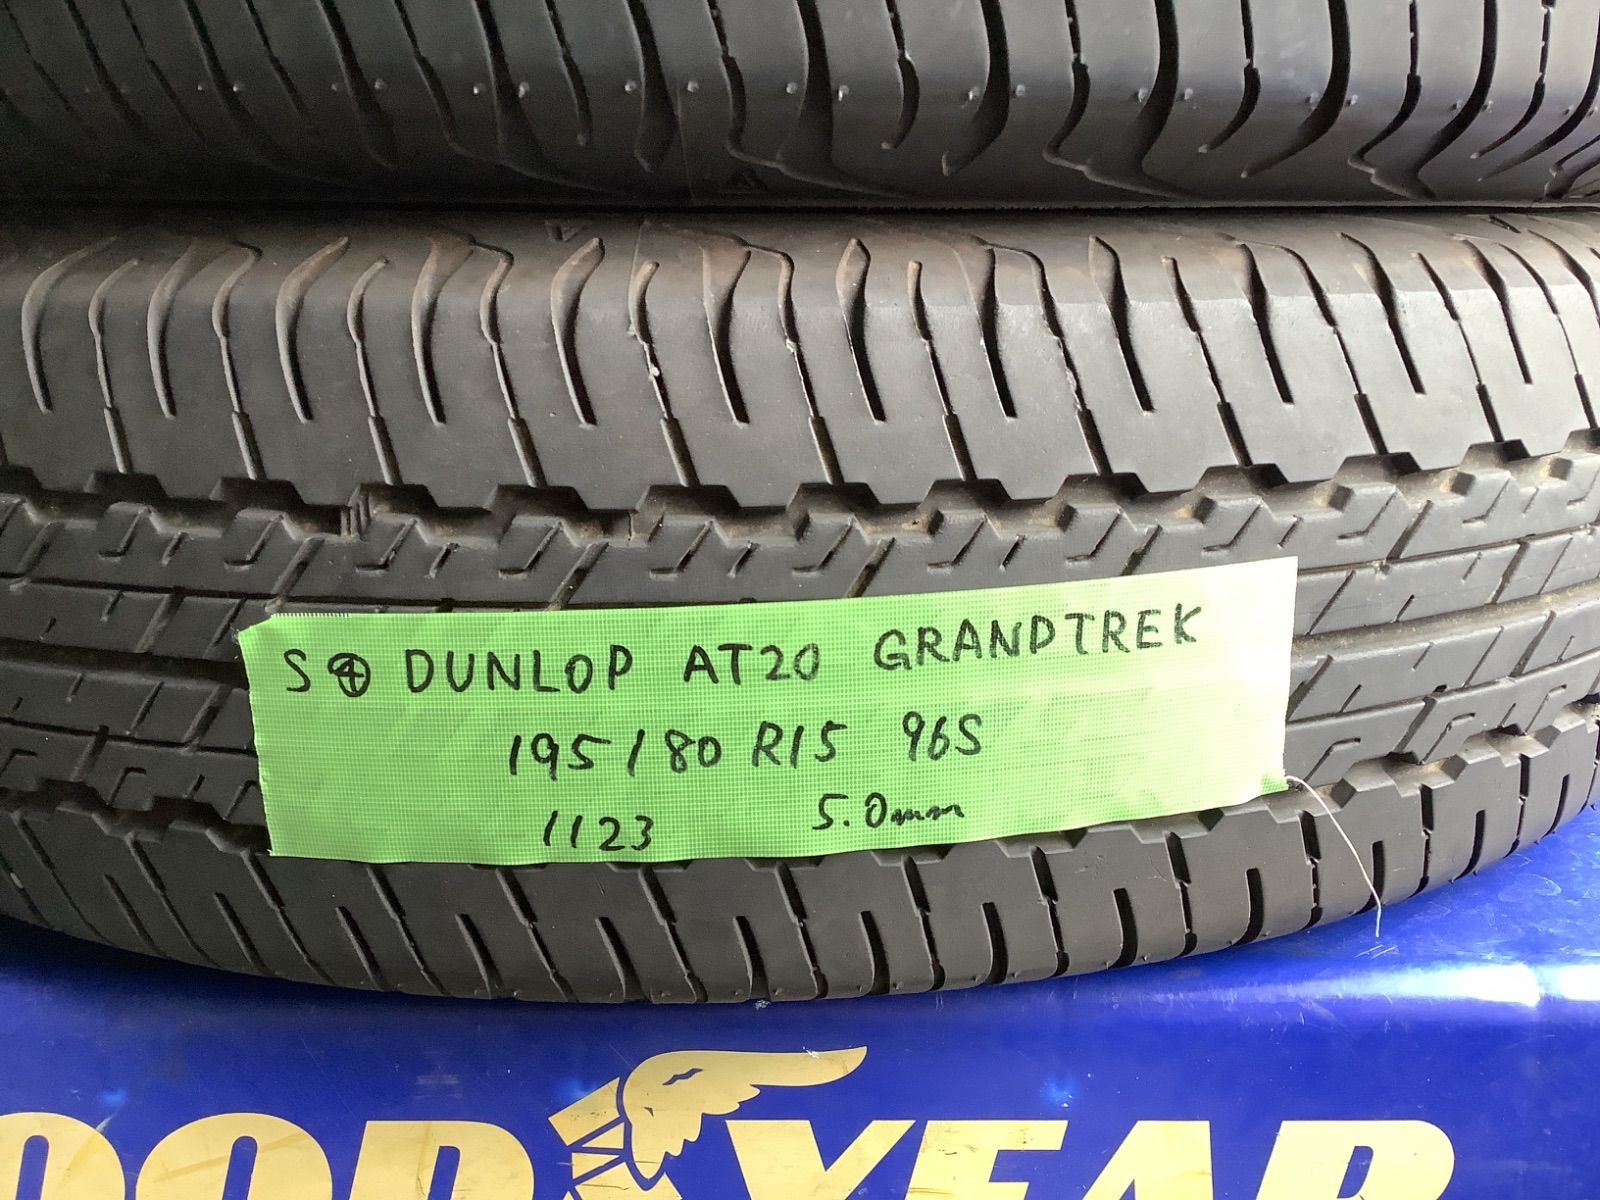 S⊕ DUNLOP AT20 GRANDTREK
195/80 R15 96S
1123 5.0mm
GOODYEAR